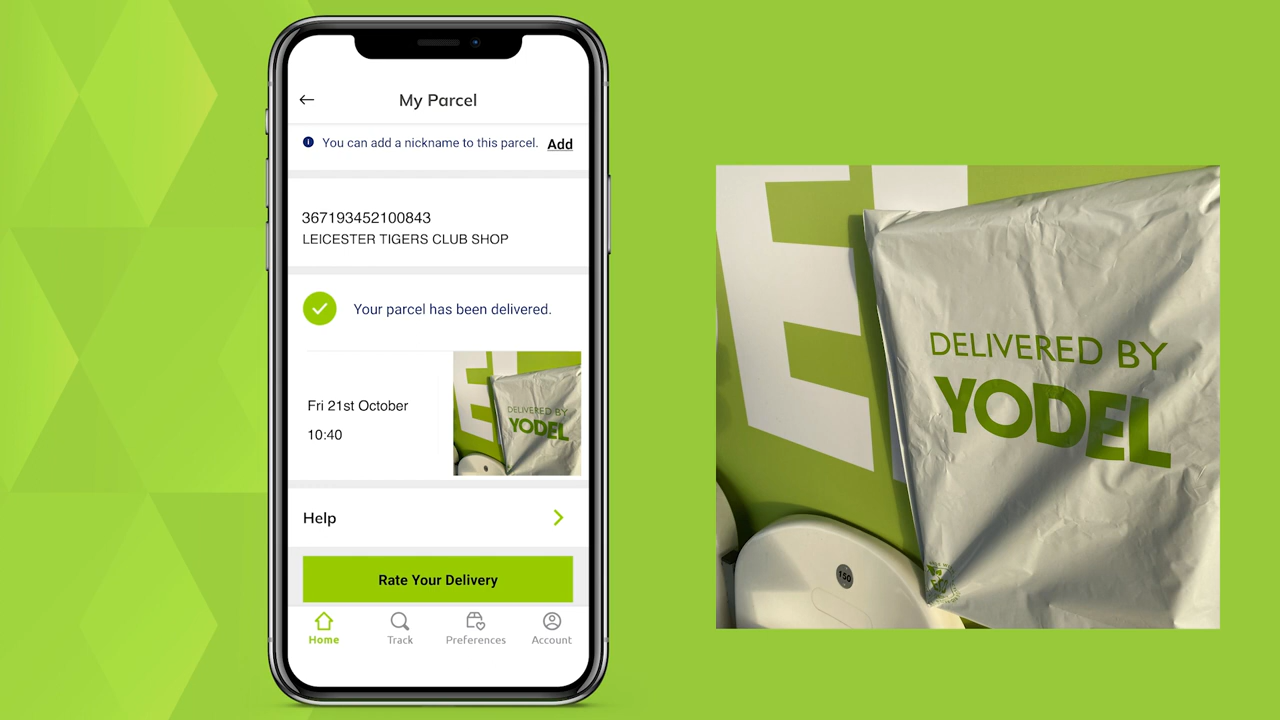 My Parcel
You can add a nickname to this parcel. Add
367193452100843
LEICESTER TIGERS CLUB SHOP
Your parcel has been delivered.
Fri 21st October
10:40
DELIVERED BY
YODEL
Help
Rate Your Delivery
Home Track Preferences Account
E
DELIVERED BY
YODEL
150